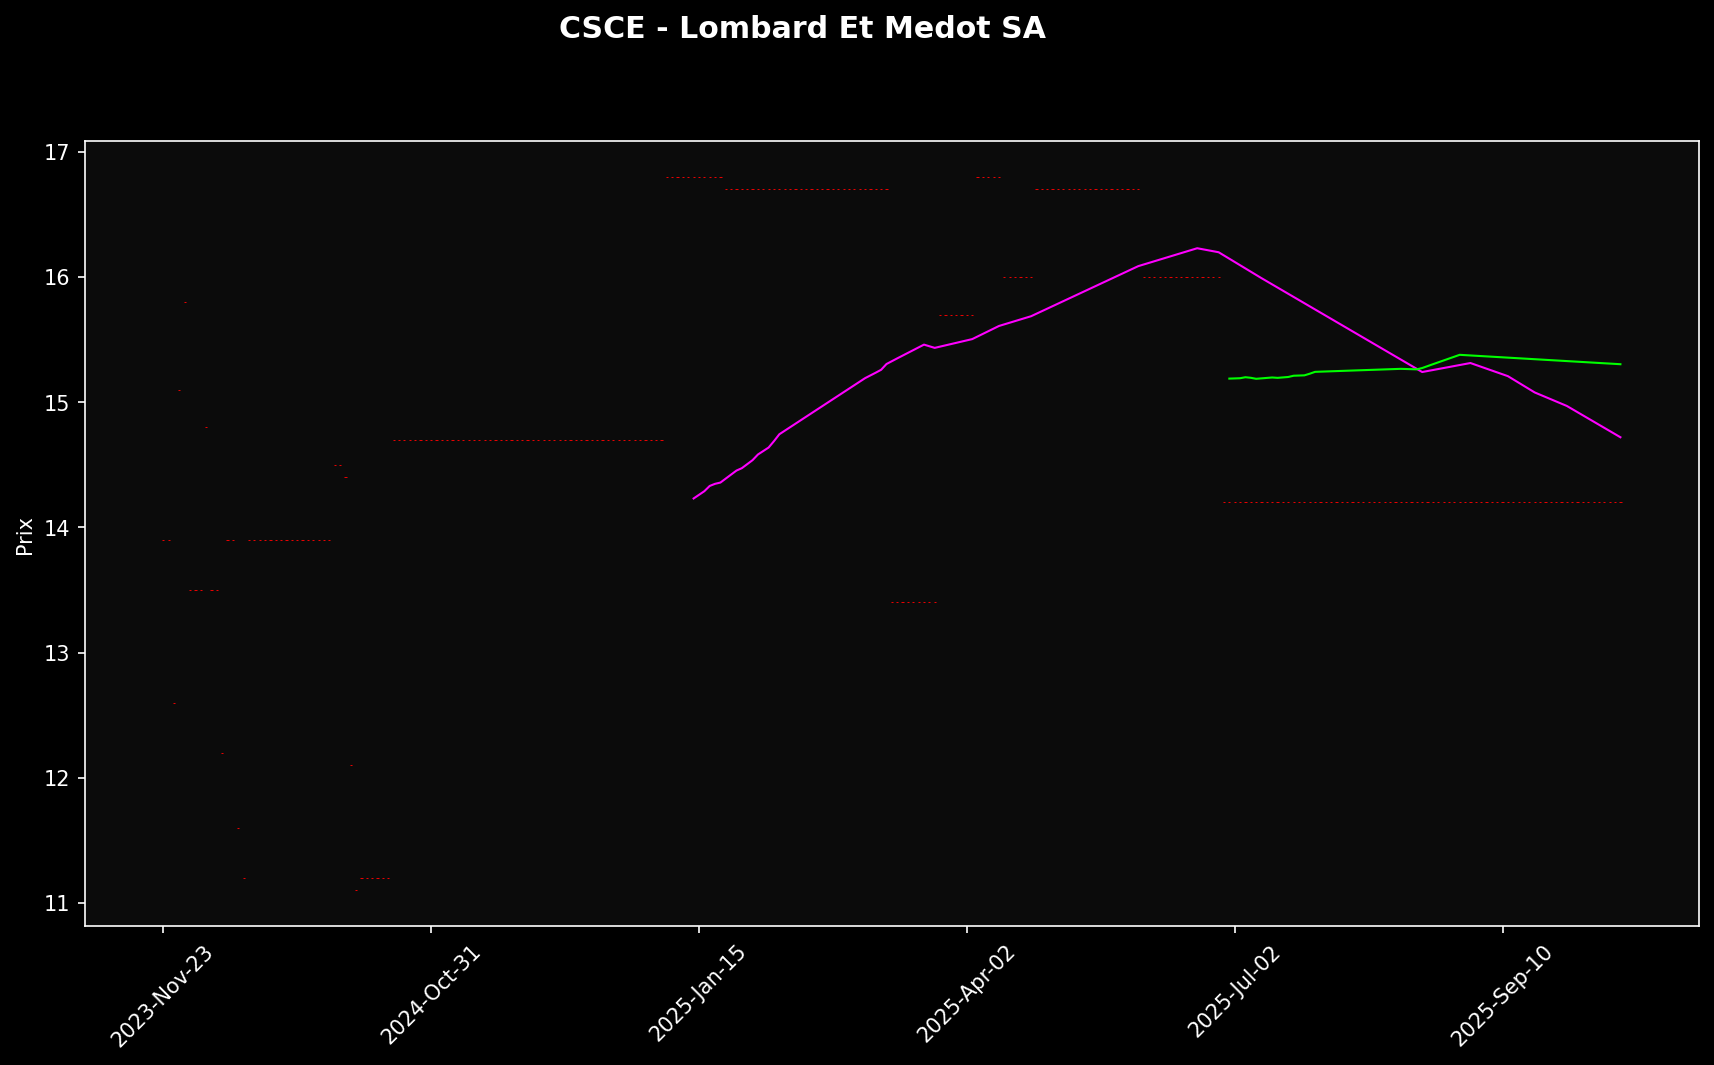 CSCE - Lombard Et Medot SA
Prix
17
16
15
14
13
12
11
2023-Nov-23
2024-Oct-31
2025-Jan-15
2025-Apr-02
2025-Jul-02
2025-Sep-10